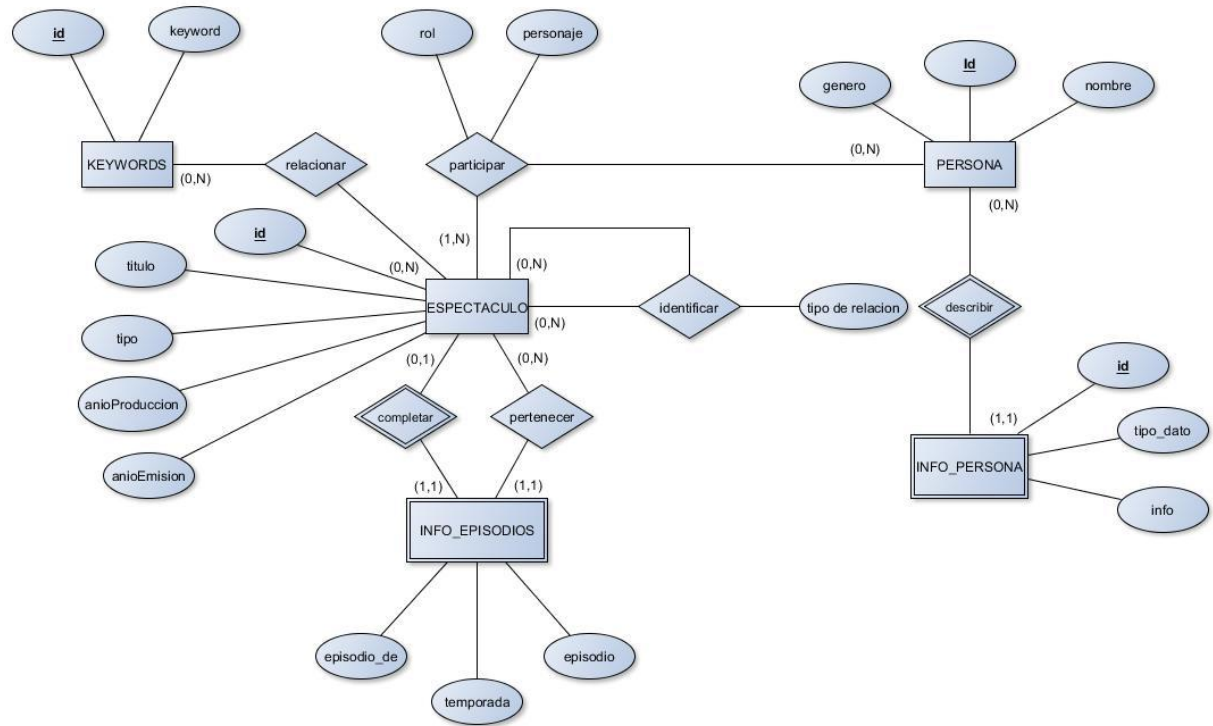 id
keyword
rol
personaje
genero
Id
nombre
KEYWORDS
(0,N)
relacionar
participar
(0,N)
PERSONA
(0,N)
id
(0,N)
(1,N)
(0,N)
titulo
ESPECTACULO
(0,N)
identificar
tipo de relacion
describir
tipo
(0,1)
(0,N)
anioProduccion
completar
pertenecer
id
(1,1)
tipo_dato
INFO_PERSONA
anioEmision
(1,1)
(1,1)
info
INFO_EPISODIOS
episodio_de
episodio
temporada